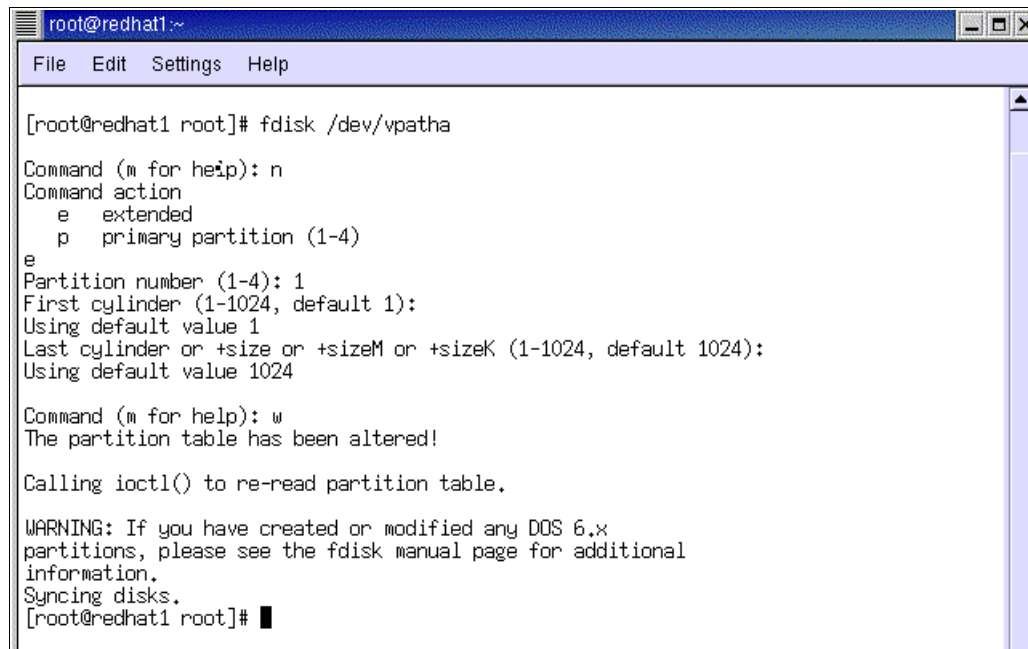 root@redhat1:~
File Edit Settings Help
[root@redhat1 root]# fdisk /dev/vpatha
Command (m for help): n
Command action
e extended
p primary partition (1-4)
e
Partition number (1-4): 1
First cylinder (1-1024, default 1):
Using default value 1
Last cylinder or +size or +sizeM or +sizeK (1-1024, default 1024):
Using default value 1024
Command (m for help): w
The partition table has been altered!
Calling ioctl() to re-read partition table.
WARNING: If you have created or modified any DOS 6.x
partitions, please see the fdisk manual page for additional
information.
Syncing disks.
[root@redhat1 root]#